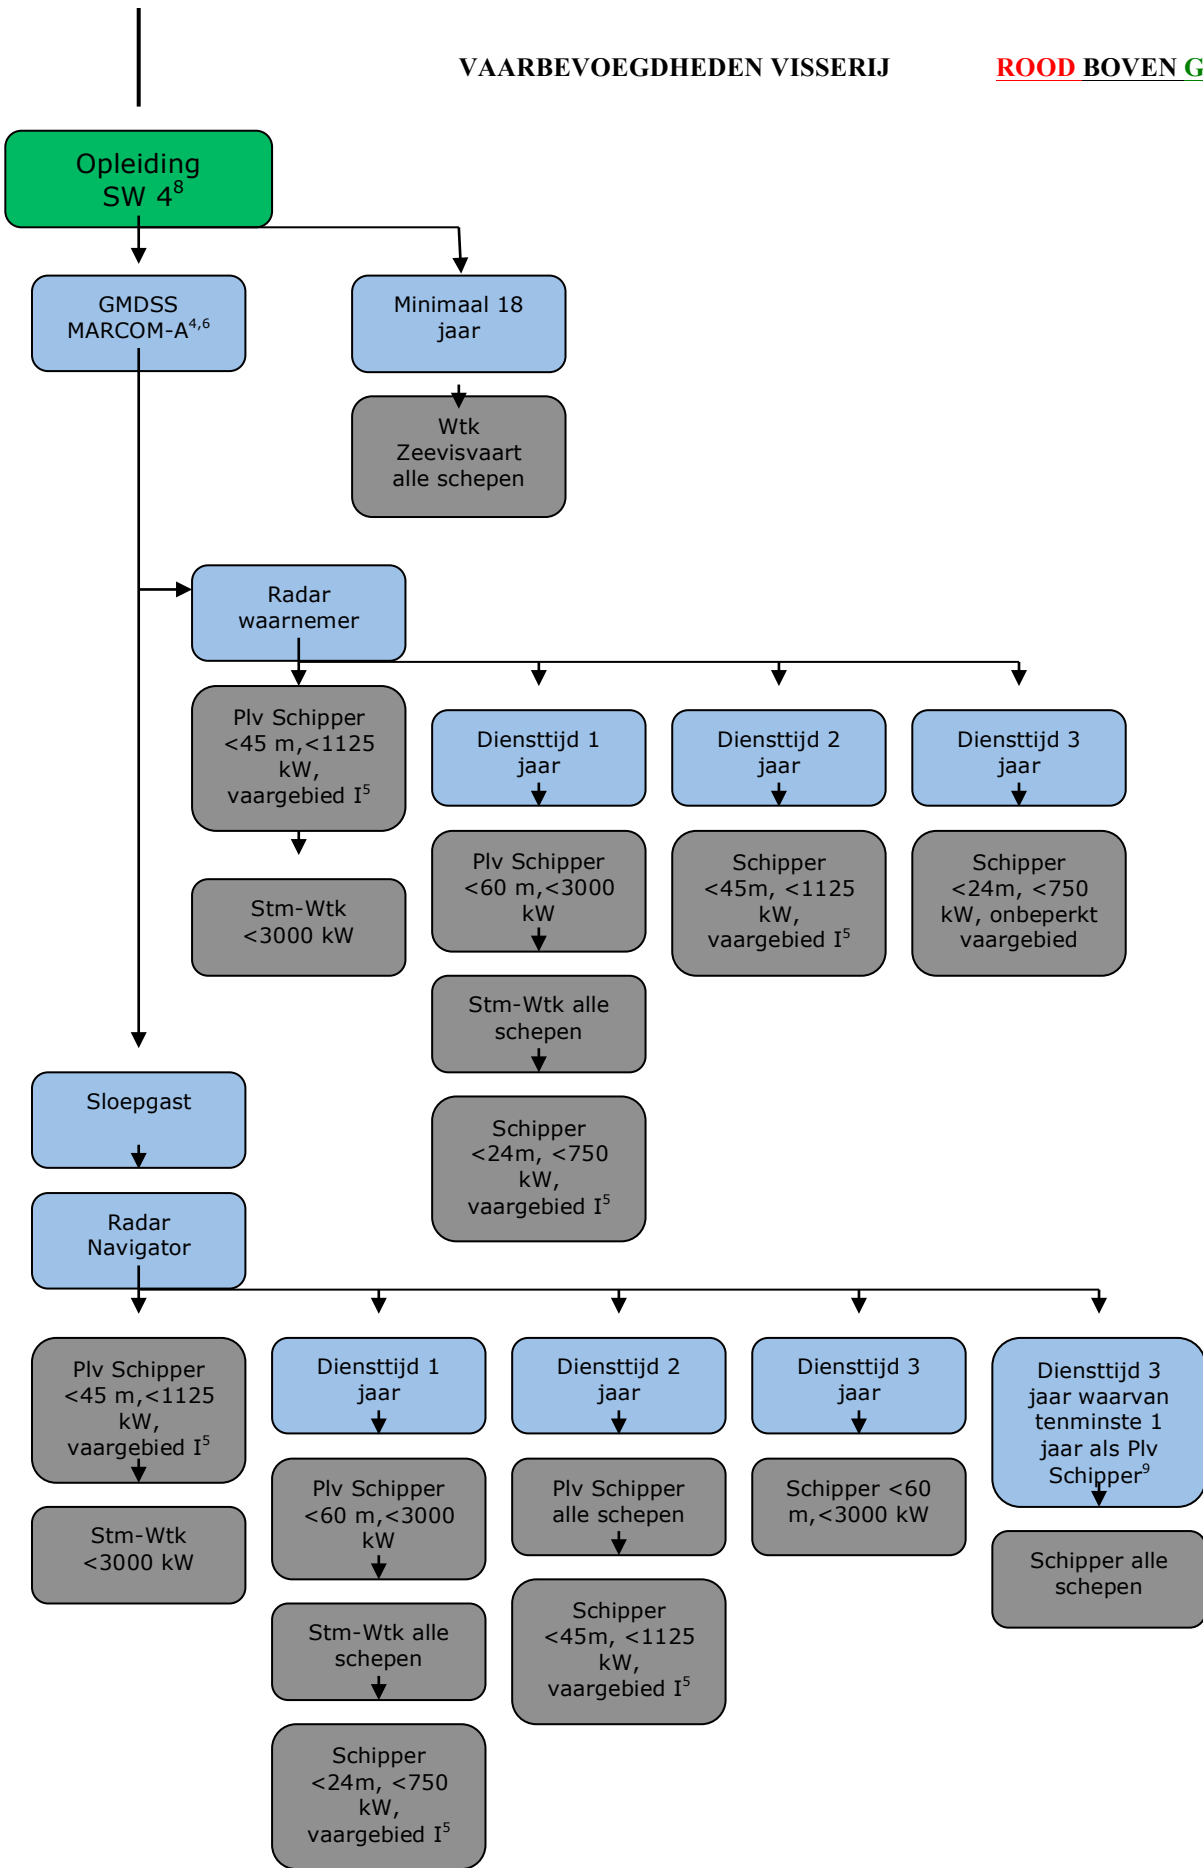 VAARBEVOEGDHEDEN VISSERIJ ROOD BOVEN G
Opleiding
SW 4⁸
GMDSS
MARCOM-A⁴,⁶
Minimaal 18
jaar
Wtk
Zeevisvaart
alle schepen
Radar
waarnemer
Plv Schipper
<45 m,<1125
kW,
vaargebied I⁵
Stm-Wtk
<3000 kW
Diensttijd 1
jaar
Plv Schipper
<60 m,<3000
kW
Stm-Wtk alle
schepen
Schipper
<24m, <750
kW,
vaargebied I⁵
Diensttijd 2
jaar
Schipper
<45m, <1125
kW,
vaargebied I⁵
Diensttijd 3
jaar
Schipper
<24m, <750
kW, onbeperkt
vaargebied
Sloepgast
Radar
Navigator
Plv Schipper
<45 m,<1125
kW,
vaargebied I⁵
Stm-Wtk
<3000 kW
Diensttijd 1
jaar
Plv Schipper
<60 m,<3000
kW
Stm-Wtk alle
schepen
Schipper
<24m, <750
kW,
vaargebied I⁵
Diensttijd 2
jaar
Plv Schipper
alle schepen
Schipper
<45m, <1125
kW,
vaargebied I⁵
Diensttijd 3
jaar
Schipper <60
m,<3000 kW
Diensttijd 3
jaar waarvan
tenminste 1
jaar als Plv
Schipper⁹
Schipper alle
schepen